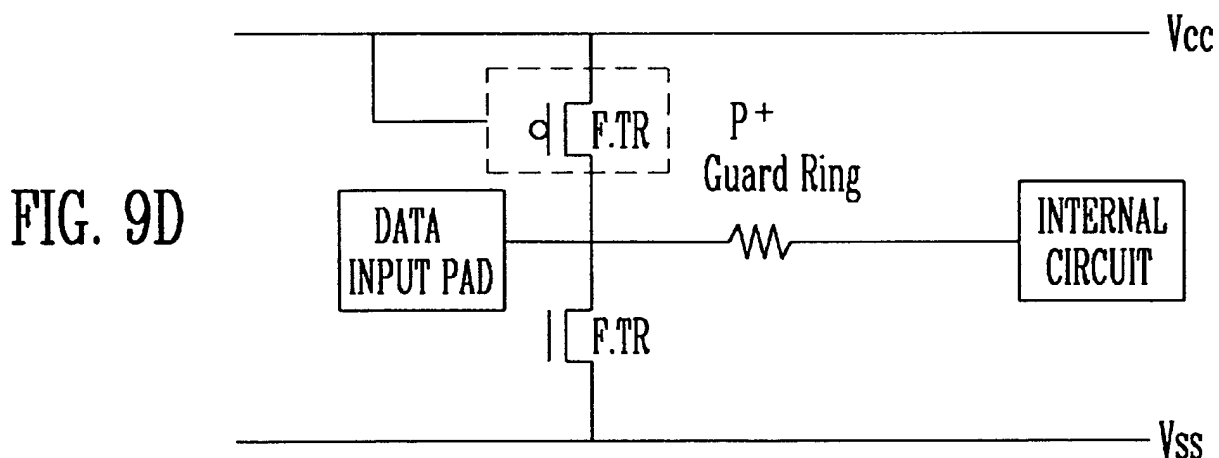 Vcc
F.TR
P+
Guard Ring
FIG. 9D
DATA
INPUT PAD
INTERNAL
CIRCUIT
F.TR
Vss